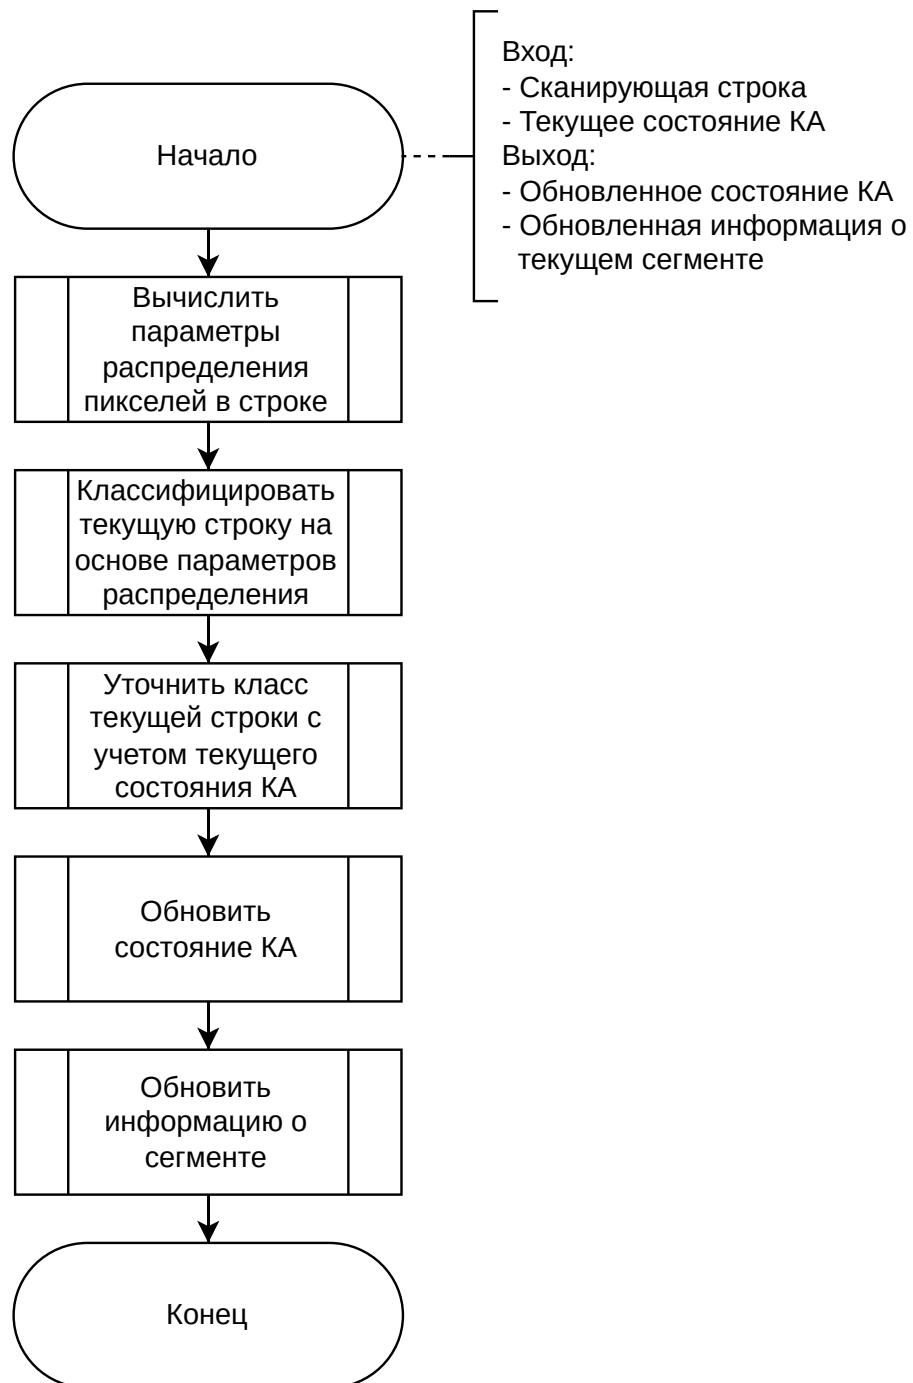 Вход:
- Сканирующая строка
- Текущее состояние КА
Выход:
- Обновленное состояние КА
- Обновленная информация о
текущем сегменте
Начало
Вычислить
параметры
распределения
пикселей в строке
Классифицировать
текущую строку на
основе параметров
распределения
Уточнить класс
текущей строки с
учетом текущего
состояния КА
Обновить
состояние КА
Обновить
информацию о
сегменте
Конец